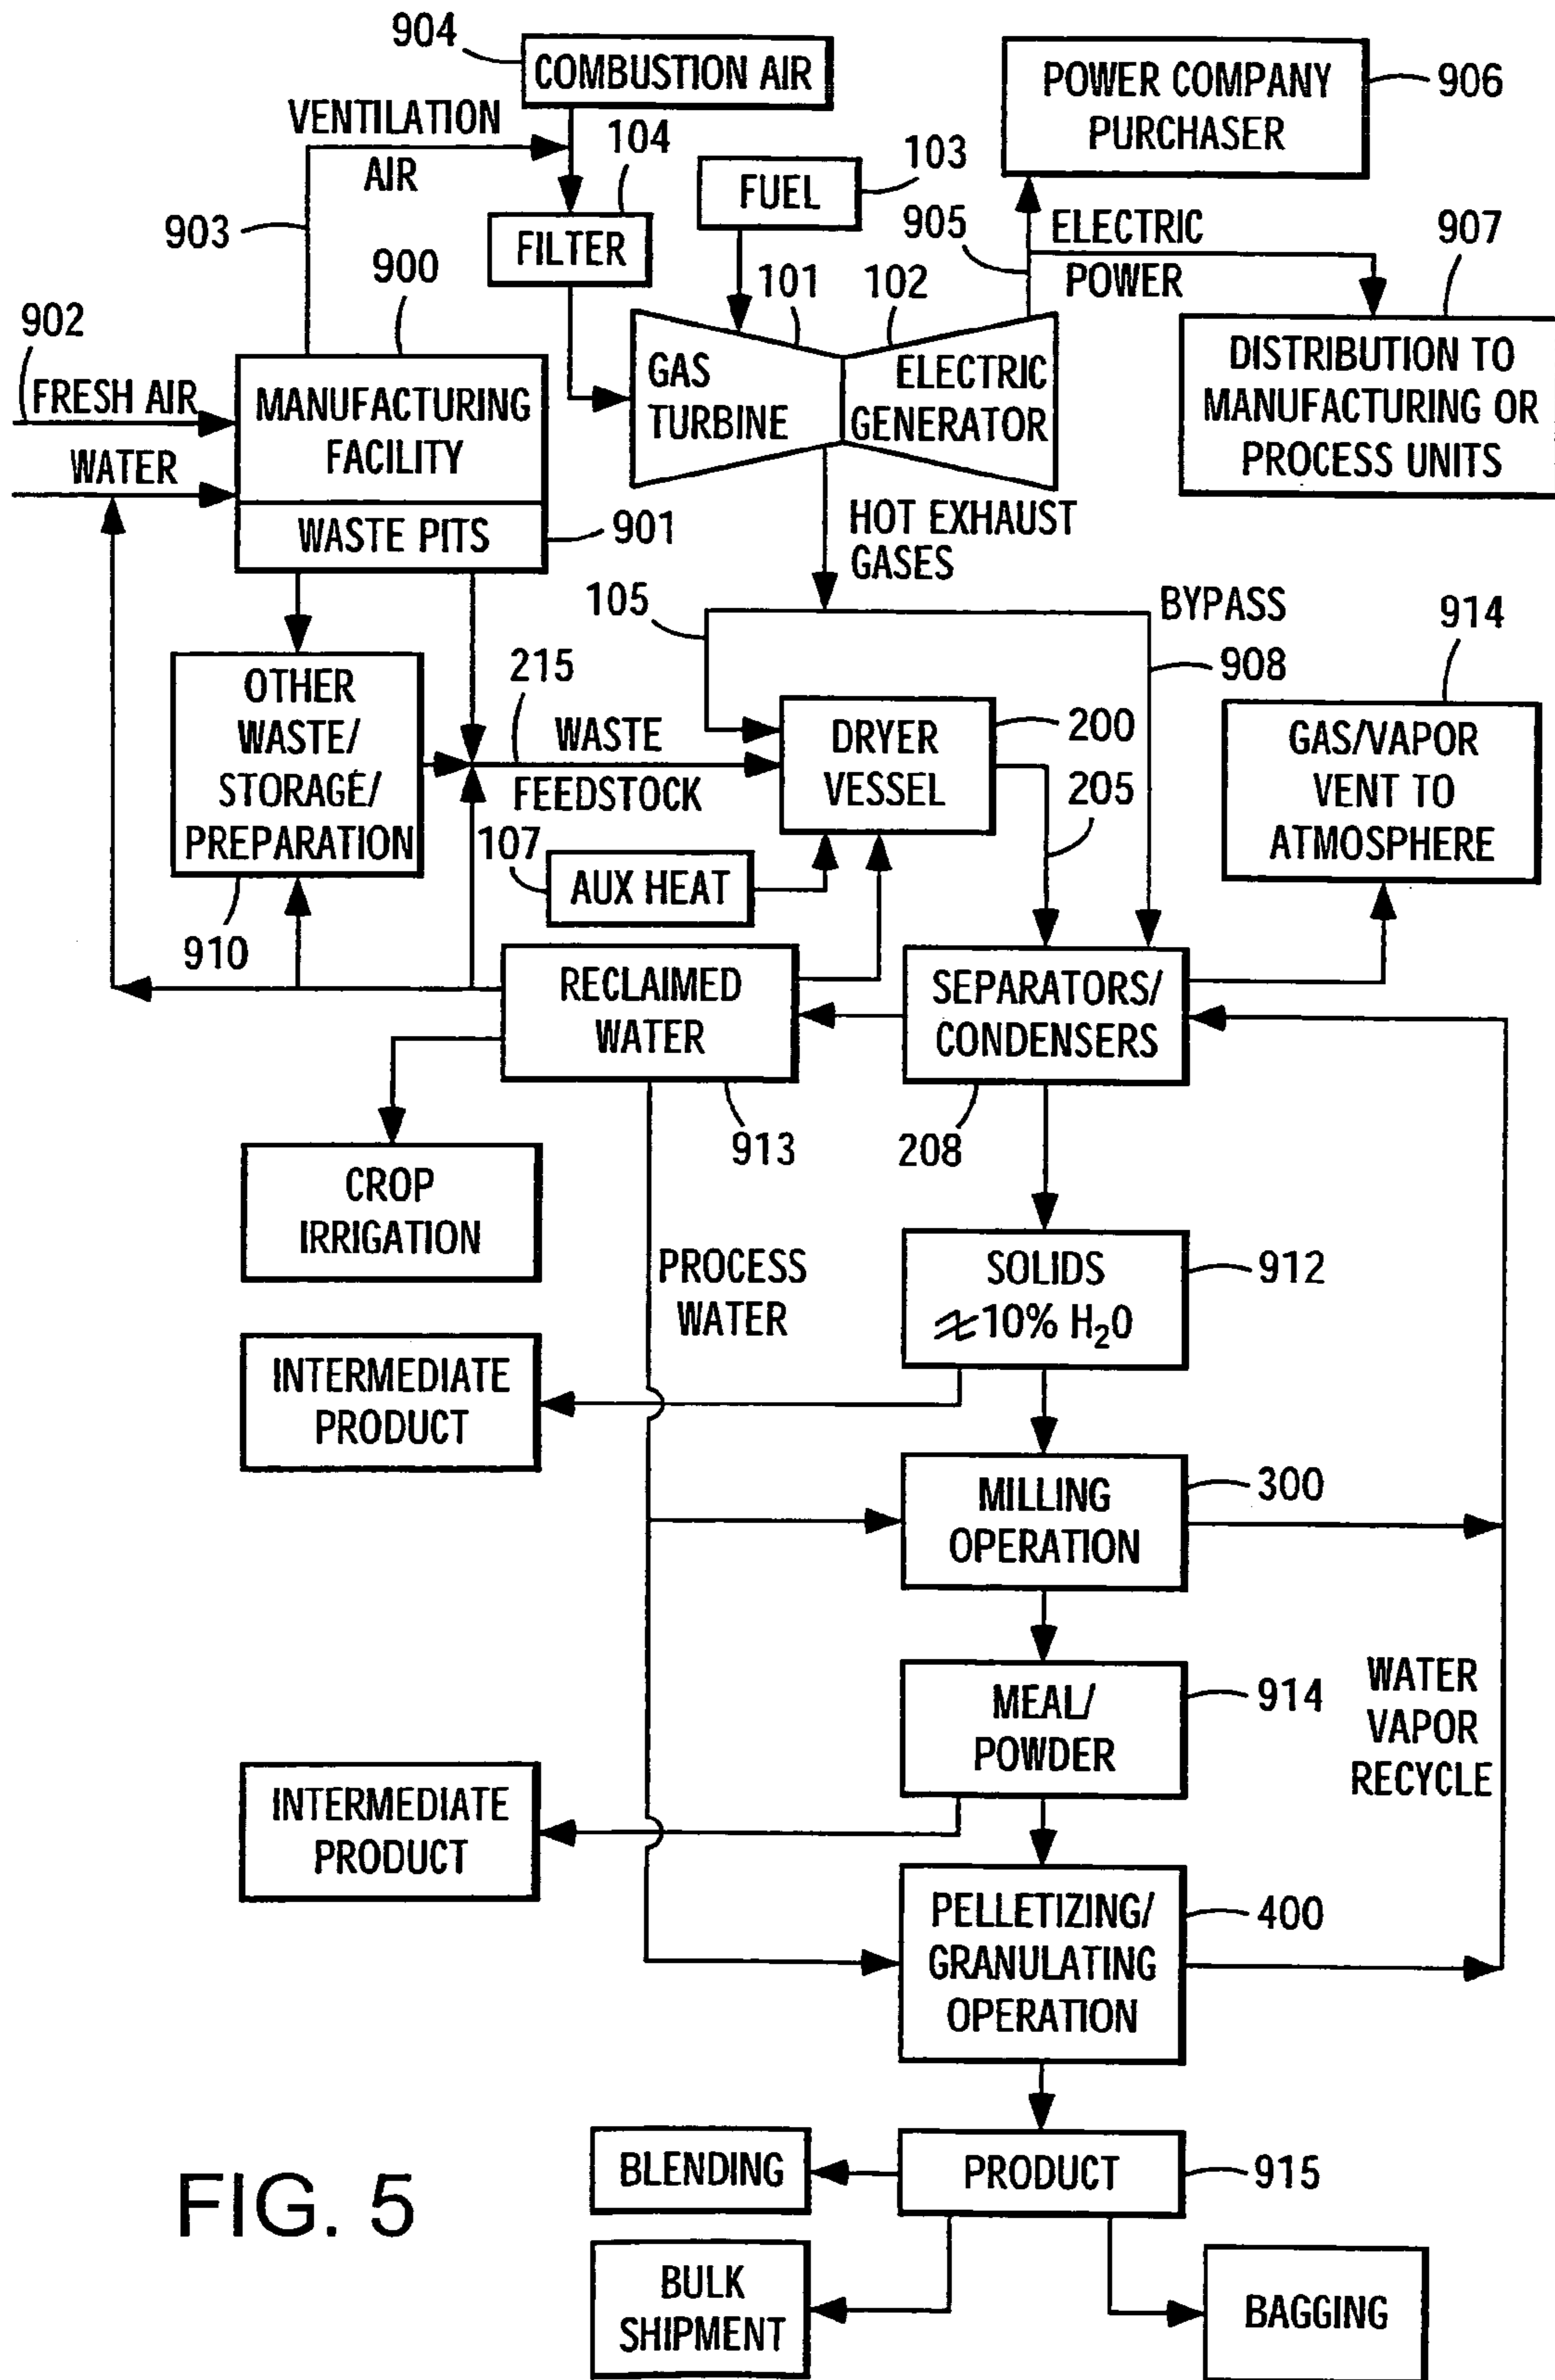 904
COMBUSTION AIR
POWER COMPANY
PURCHASER
906
VENTILATION
AIR
104
103
FUEL
903
FILTER
905
ELECTRIC
POWER
907
900
101
102
902
FRESH AIR
WATER
MANUFACTURING
FACILITY
WASTE PITS
901
GAS
TURBINE
ELECTRIC
GENERATOR
DISTRIBUTION TO
MANUFACTURING OR
PROCESS UNITS
HOT EXHAUST
GASES
105
BYPASS
908
914
OTHER
WASTE/
STORAGE/
PREPARATION
910
215
WASTE
FEEDSTOCK
DRYER
VESSEL
200
205
GAS/VAPOR
VENT TO
ATMOSPHERE
107
AUX HEAT
RECLAIMED
WATER
913
SEPARATORS/
CONDENSERS
208
CROP
IRRIGATION
PROCESS
WATER
SOLIDS
≉10% H₂O
912
INTERMEDIATE
PRODUCT
MILLING
OPERATION
300
MEAL/
POWDER
914
WATER
VAPOR
RECYCLE
INTERMEDIATE
PRODUCT
PELLETIZING/
GRANULATING
OPERATION
400
BLENDING
PRODUCT
915
BULK
SHIPMENT
BAGGING
FIG. 5